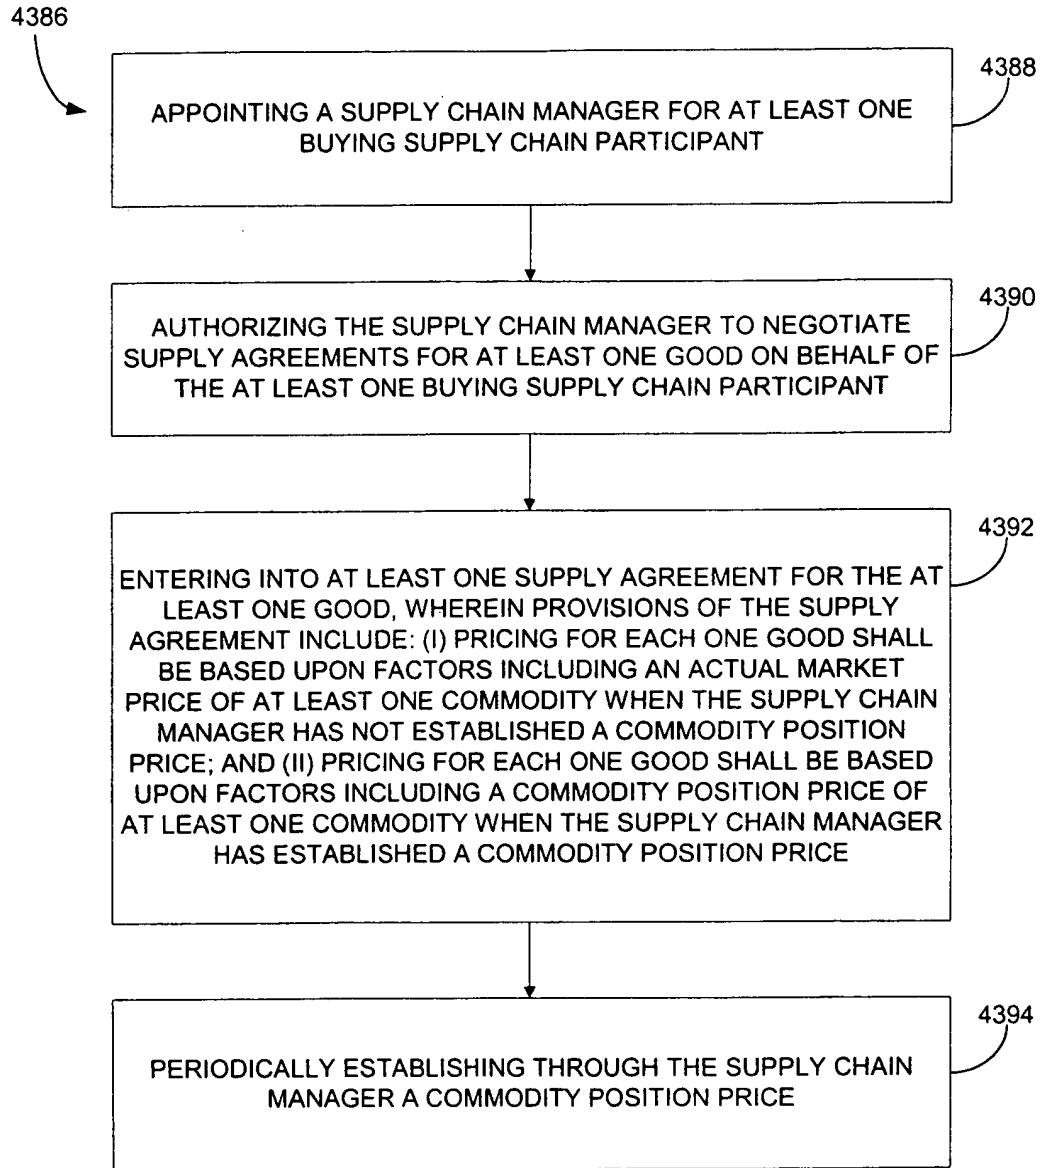 4386
4388
APPOINTING A SUPPLY CHAIN MANAGER FOR AT LEAST ONE
BUYING SUPPLY CHAIN PARTICIPANT
4390
AUTHORIZING THE SUPPLY CHAIN MANAGER TO NEGOTIATE
SUPPLY AGREEMENTS FOR AT LEAST ONE GOOD ON BEHALF OF
THE AT LEAST ONE BUYING SUPPLY CHAIN PARTICIPANT
4392
ENTERING INTO AT LEAST ONE SUPPLY AGREEMENT FOR THE AT
LEAST ONE GOOD, WHEREIN PROVISIONS OF THE SUPPLY
AGREEMENT INCLUDE: (I) PRICING FOR EACH ONE GOOD SHALL
BE BASED UPON FACTORS INCLUDING AN ACTUAL MARKET
PRICE OF AT LEAST ONE COMMODITY WHEN THE SUPPLY CHAIN
MANAGER HAS NOT ESTABLISHED A COMMODITY POSITION
PRICE; AND (II) PRICING FOR EACH ONE GOOD SHALL BE BASED
UPON FACTORS INCLUDING A COMMODITY POSITION PRICE OF
AT LEAST ONE COMMODITY WHEN THE SUPPLY CHAIN MANAGER
HAS ESTABLISHED A COMMODITY POSITION PRICE
4394
PERIODICALLY ESTABLISHING THROUGH THE SUPPLY CHAIN
MANAGER A COMMODITY POSITION PRICE